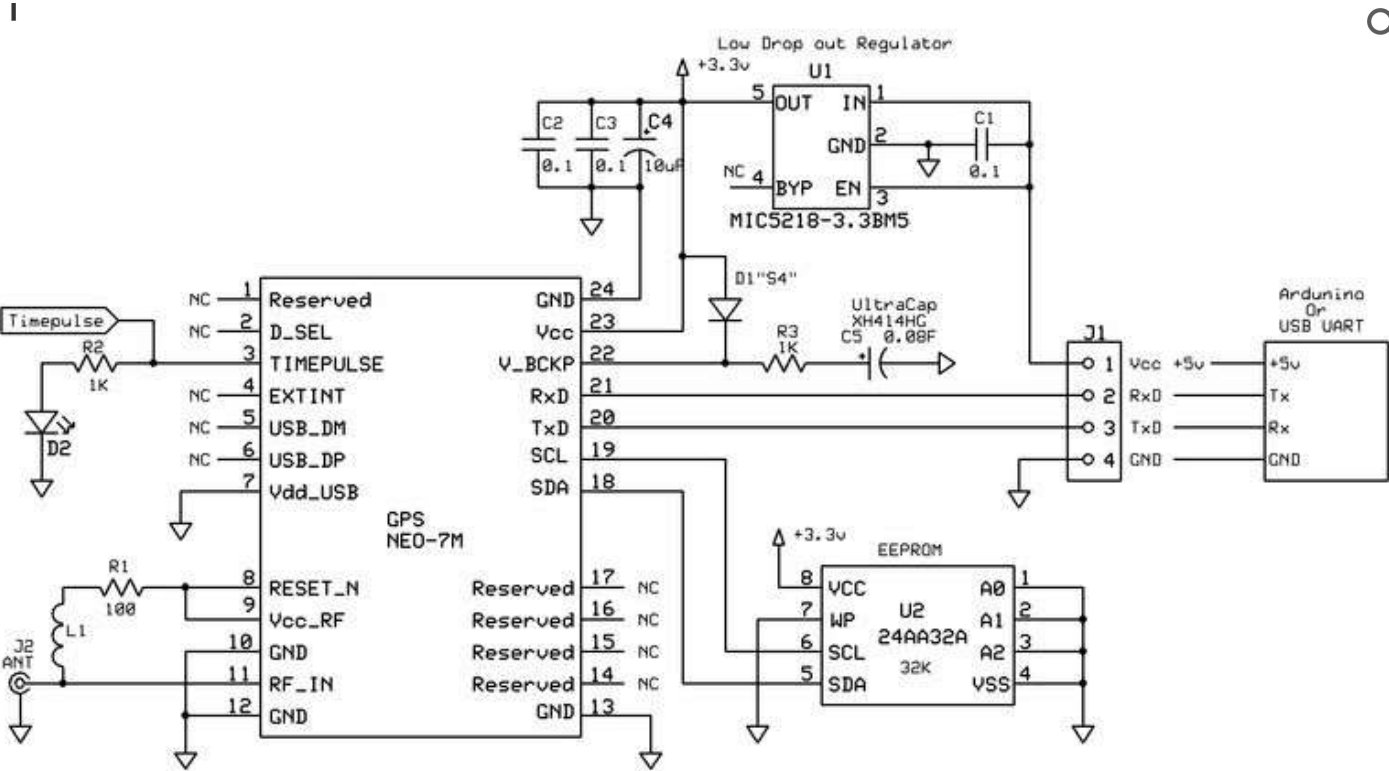 Low Drop out Regulator
+3.3v
U1
5 OUT IN 1
C2 C3 C4
C1
GND 2
0.1 0.1 10uF
0.1
NC 4 BYP EN 3
MIC5218-3.3BM5
D1"S4"
UltraCap
XH414HG
C5 0.08F
R3
1K
Ardunino
Or
USB UART
J1
Timepulse
R2
1K
D2
NC 1 Reserved GND 24
NC 2 D_SEL Vcc 23
3 TIMEPULSE V_BCKP 22
NC 4 EXTINT RxD 21
NC 5 USB_DM TxD 20
NC 6 USB_DP SCL 19
7 Vdd_USB SDA 18
GPS
NEO-7M
1 Vcc +5v +5v
2 RxD Tx
3 TxD Rx
4 GND GND
R1
100
L1
J2
ANT
8 RESET_N Reserved 17 NC
9 Vcc_RF Reserved 16 NC
10 GND Reserved 15 NC
11 RF_IN Reserved 14 NC
12 GND GND 13
+3.3v
EEPROM
8 VCC A0 1
7 WP U2 A1 2
24AA32A
6 SCL A2 3
32K
5 SDA VSS 4